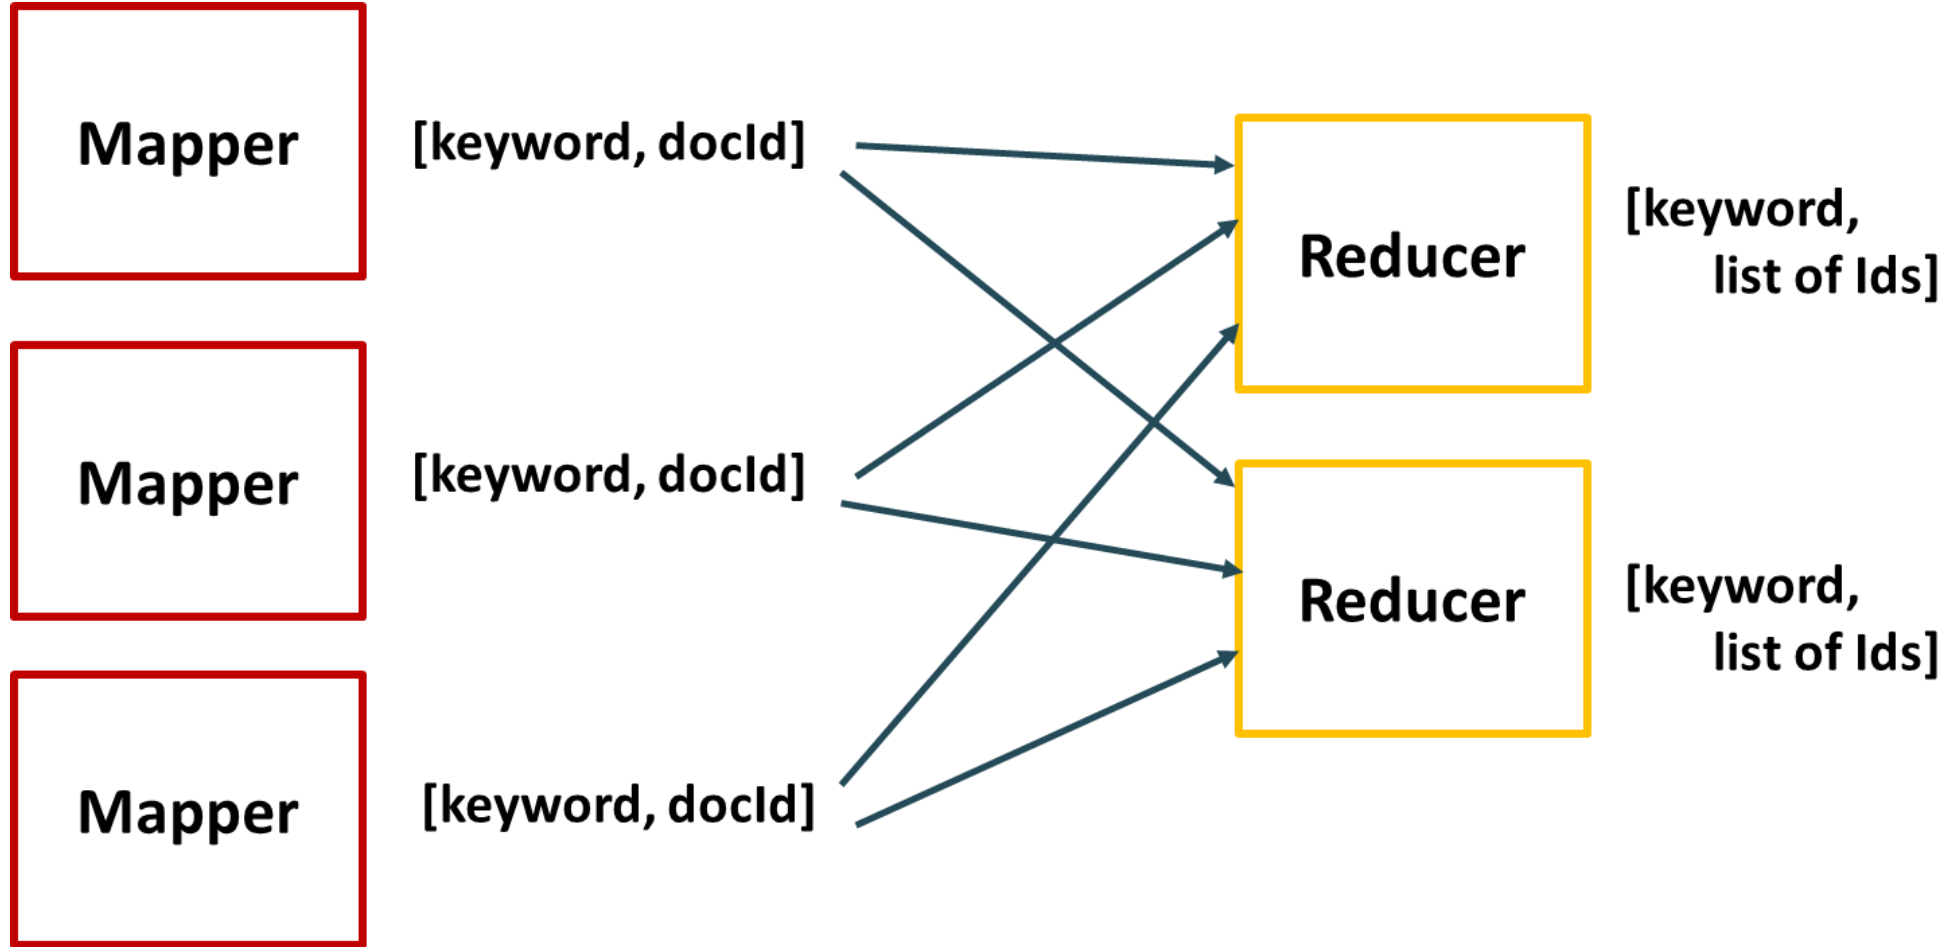 Mapper
[keyword, docId]
Mapper
[keyword, docId]
Mapper
[keyword, docId]
Reducer
[keyword,
list of Ids]
Reducer
[keyword,
list of Ids]